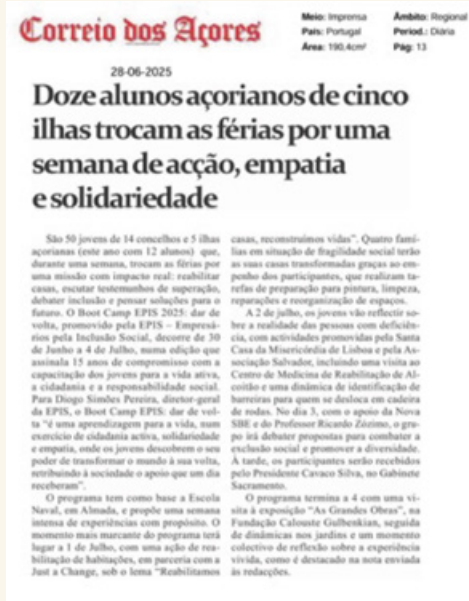 Correio dos Açores
Meio: Imprensa
País: Portugal
Área: 190,4cm²
Âmbito: Regional
Period.: Diária
Pág: 13
28-06-2025
Doze alunos açorianos de cinco
ilhas trocam as férias por uma
semana de acção, empatia
e solidariedade
São 50 jovens de 14 concelhos e 5 ilhas
açorianas (este ano com 12 alunos) que,
durante uma semana, trocam as férias por
uma missão com impacto real: reabilitar
casas, escutar testemunhos de superação,
debater inclusão e pensar soluções para o
futuro. O Boot Camp EPIS 2025: dar de
volta, promovido pela EPIS – Empresá-
rios pela Inclusão Social, decorre de 30
de Junho a 4 de Julho, numa edição que
assinala 15 anos de compromisso com a
capacitação dos jovens para a vida ativa,
a cidadania e a responsabilidade social.
Para Diogo Simões Pereira, diretor-geral
da EPIS, o Boot Camp EPIS: dar de vol-
ta "é uma aprendizagem para a vida, num
exercício de cidadania activa, solidariedade
e empatia, onde os jovens descobrem o seu
poder de transformar o mundo à sua volta,
retribuindo à sociedade o apoio que um dia
receberam".
O programa tem como base a Escola
Naval, em Almada, e propõe uma semana
intensa de experiências com propósito. O
momento mais marcante do programa terá
lugar a 1 de Julho, com uma ação de rea-
bilitação de habitações, em parceria com a
Just a Change, sob o lema "Reabilitamos
casas, reconstruímos vidas". Quatro famí-
lias em situação de fragilidade social terão
as suas casas transformadas graças ao em-
penho dos participantes, que realizam ta-
refas de preparação para pintura, limpeza,
reparações e reorganização de espaços.
A 2 de julho, os jovens vão reflectir so-
bre a realidade das pessoas com deficiên-
cia, com actividades promovidas pela Santa
Casa da Misericórdia de Lisboa e pela As-
sociação Salvador, incluindo uma visita ao
Centro de Medicina de Reabilitação de Al-
coitão e uma dinâmica de identificação de
barreiras para quem se desloca em cadeira
de rodas. No dia 3, com o apoio da Nova
SBE e do Professor Ricardo Zózimo, o gru-
po irá debater propostas para combater a
exclusão social e promover a diversidade.
À tarde, os participantes serão recebidos
pelo Presidente Cavaco Silva, no Gabinete
Sacramento.
O programa termina a 4 com uma vi-
sita à exposição "As Grandes Obras", na
Fundação Calouste Gulbenkian, seguida
de dinâmicas nos jardins e um momento
colectivo de reflexão sobre a experiência
vivida, como é destacado na nota enviada
às redacções.